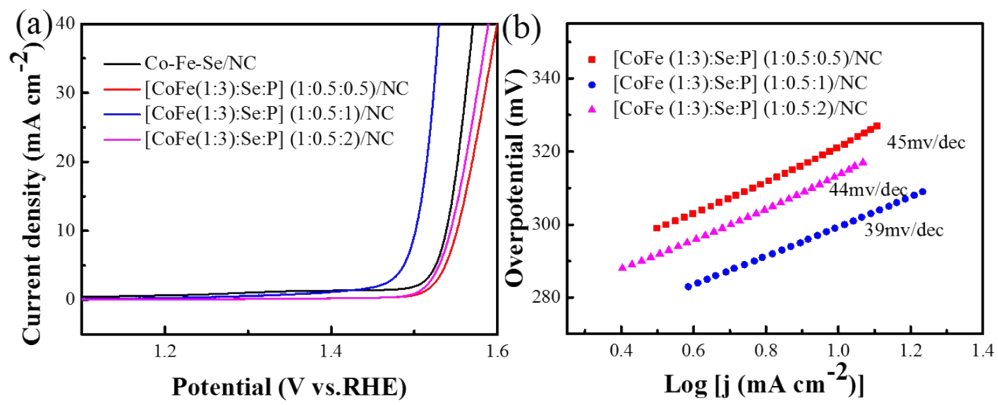 (a)
40
30
20
10
0
Current density (mA cm-2)
Co-Fe-Se/NC
[CoFe(1:3):Se:P] (1:0.5:0.5)/NC
[CoFe(1:3):Se:P] (1:0.5:1)/NC
[CoFe(1:3):Se:P] (1:0.5:2)/NC
1.2
1.4
1.6
Potential (V vs.RHE)
(b)
340
320
300
280
Overpotential (mV)
[CoFe (1:3):Se:P] (1:0.5:0.5)/NC
[CoFe (1:3):Se:P] (1:0.5:1)/NC
[CoFe (1:3):Se:P] (1:0.5:2)/NC
45mv/dec
44mv/dec
39mv/dec
0.4
0.6
0.8
1.0
1.2
1.4
Log [j (mA cm-2)]